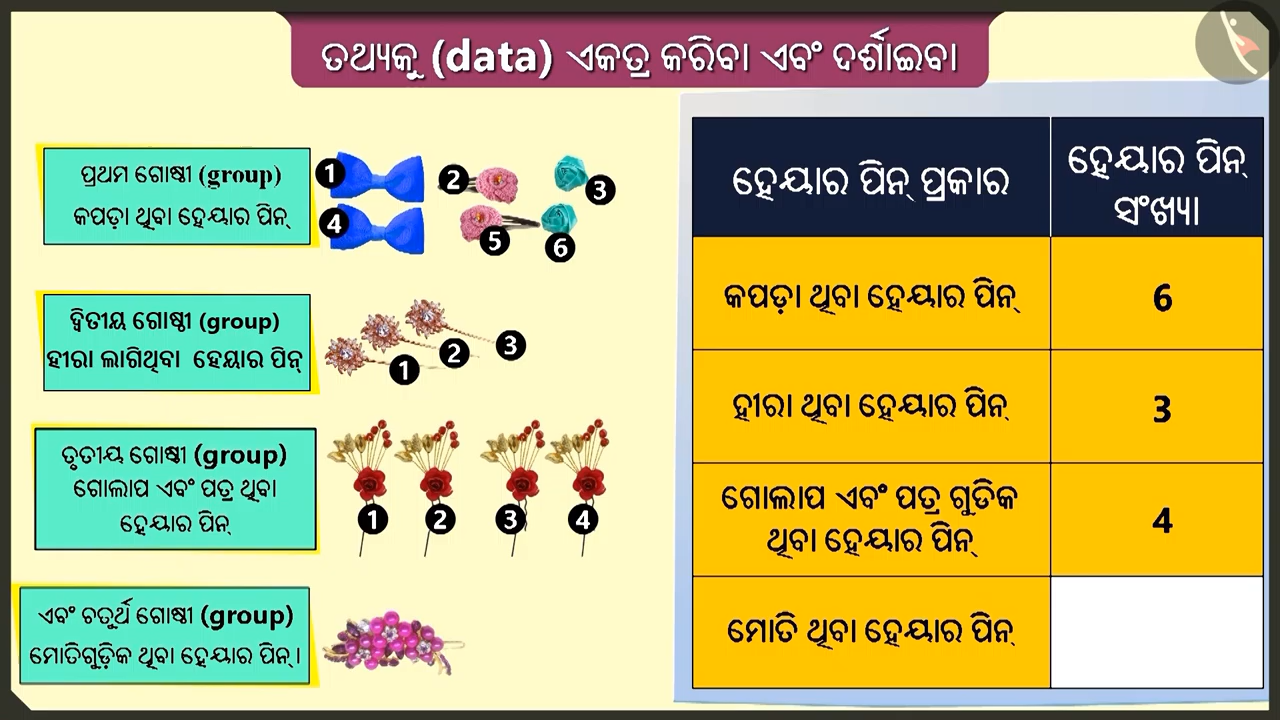 ତଥ୍ୟକୁ (data) ଏକତ୍ର କରିବା ଏବଂ ଦର୍ଶାଇବା
ପ୍ରଥମ ଗୋଷ୍ଠୀ (group)
କପଡ଼ା ଥିବା ହେୟାର ପିନ୍
1
2
3
4
5
6
ଦ୍ଵିତୀୟ ଗୋଷ୍ଠୀ (group)
ହୀରା ଲାଗିଥିବା ହେୟାର ପିନ୍
1
2
3
ତୃତୀୟ ଗୋଷ୍ଠୀ (group)
ଗୋଲାପ ଏବଂ ପତ୍ର ଥିବା
ହେୟାର ପିନ୍
1
2
3
4
ଏବଂ ଚତୁର୍ଥ ଗୋଷ୍ଠୀ (group)
ମୋତିଗୁଡ଼ିକ ଥିବା ହେୟାର ପିନ୍।
ହେୟାର ପିନ୍ ପ୍ରକାର
ହେୟାର ପିନ୍
ସଂଖ୍ୟା
କପଡ଼ା ଥିବା ହେୟାର ପିନ୍
6
ହୀରା ଥିବା ହେୟାର ପିନ୍
3
ଗୋଲାପ ଏବଂ ପତ୍ର ଗୁଡିକ
ଥିବା ହେୟାର ପିନ୍
4
ମୋତି ଥିବା ହେୟାର ପିନ୍